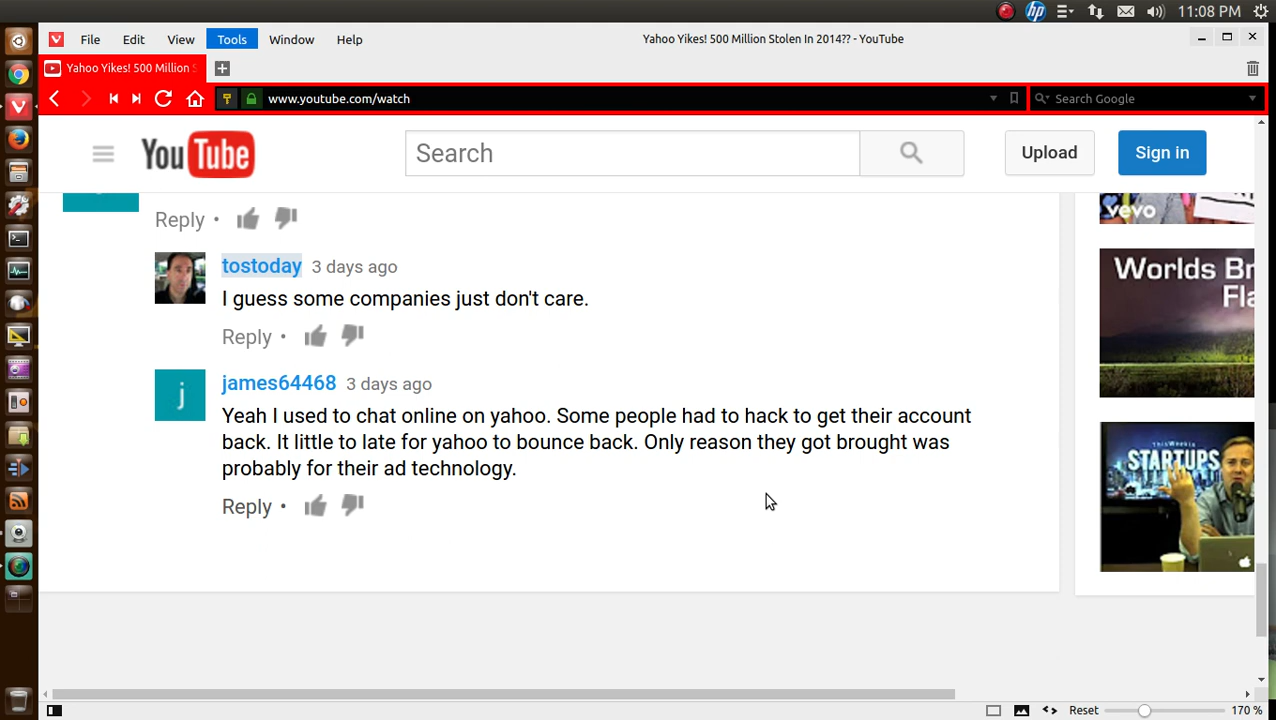 11:08 PM
File Edit View Tools Window Help Yahoo Yikes! 500 Million Stolen In 2014?? - YouTube
Yahoo Yikes! 500 Million S
www.youtube.com/watch Search Google
YouTube Search Upload Sign in
Reply •
vevo
tostoday 3 days ago
I guess some companies just don't care.
Reply •
Worlds Br
Fla
james64468 3 days ago
Yeah I used to chat online on yahoo. Some people had to hack to get their account
back. It little to late for yahoo to bounce back. Only reason they got brought was
probably for their ad technology.
Reply •
j
hp
ThisWeekIn
STARTUPS
Reset 170 %